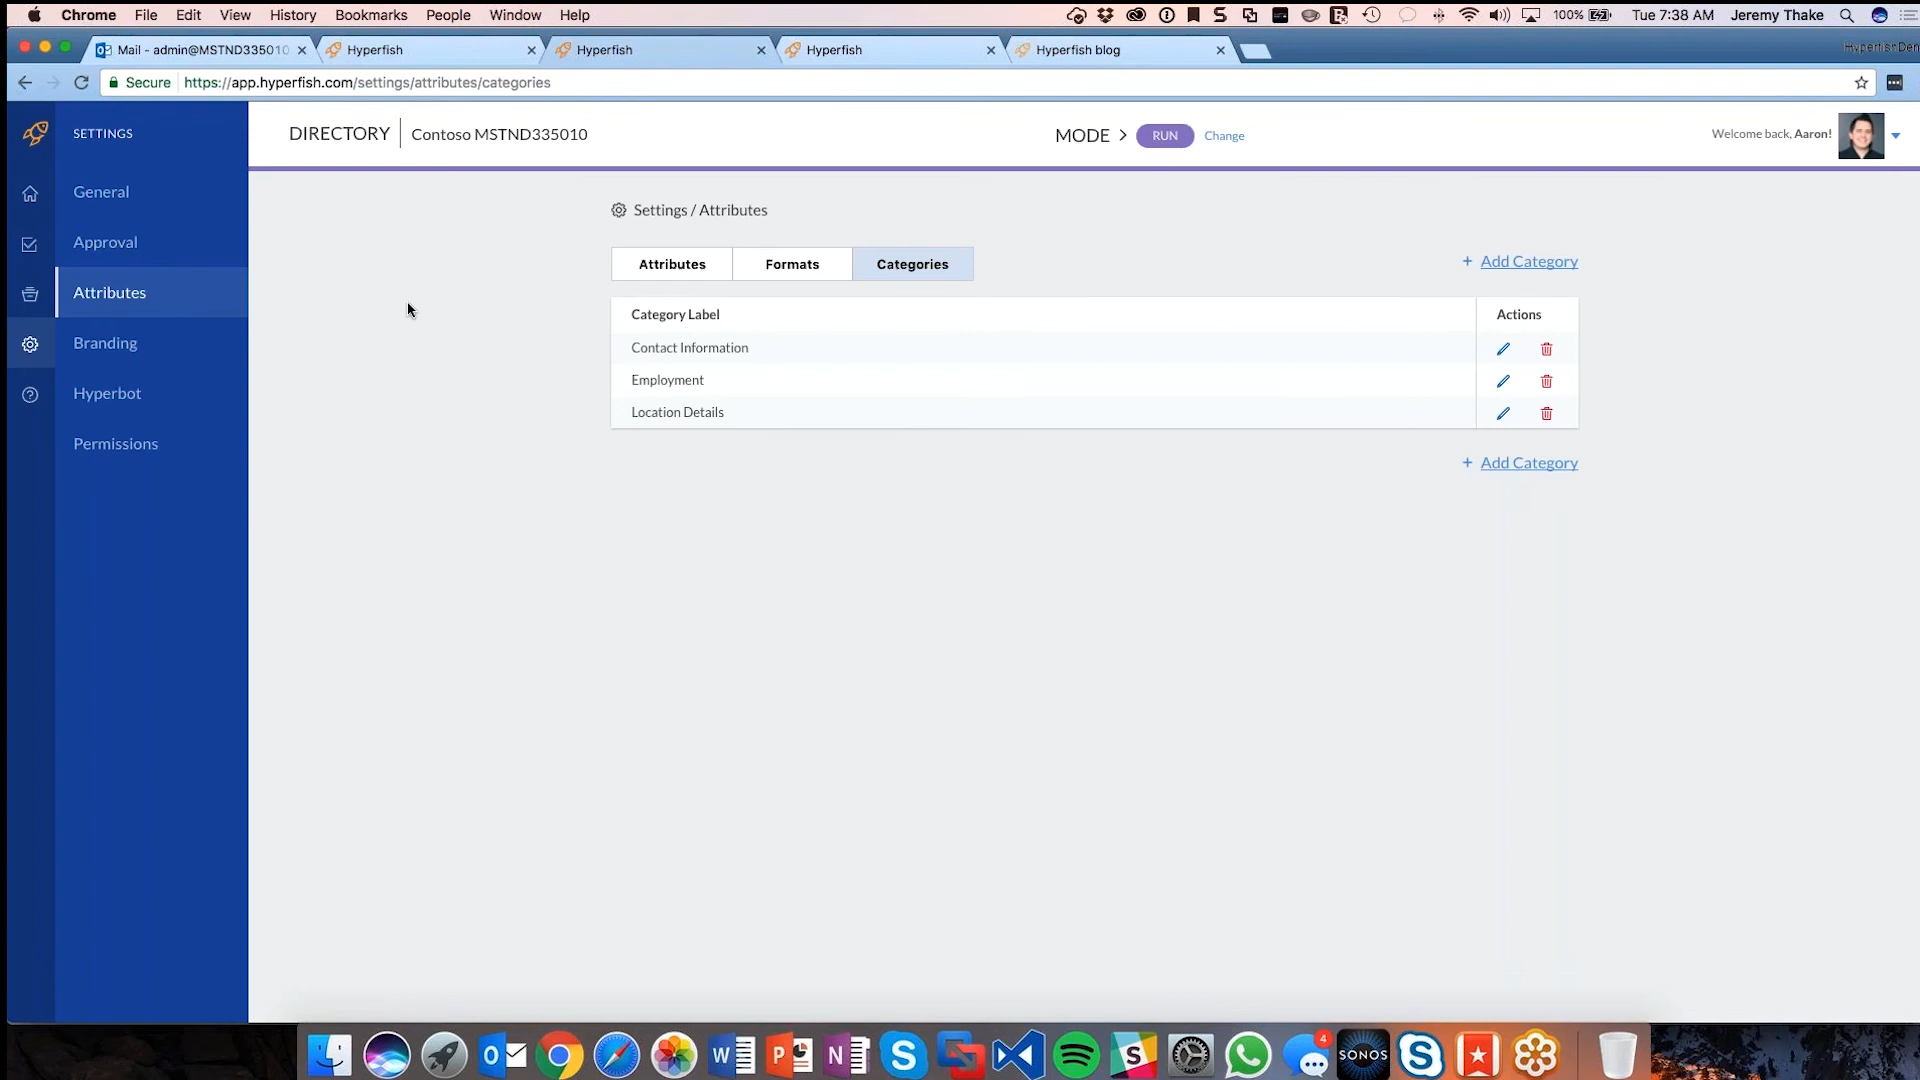 Chrome File Edit View History Bookmarks People Window Help 100% Tue 7:38 AM Jeremy Thake
Mail - admin@MSTND335010 Hyperfish Hyperfish Hyperfish Hyperfish blog
Secure https://app.hyperfish.com/settings/attributes/categories
SETTINGS DIRECTORY Contoso MSTND335010 MODE > RUN Change Welcome back, Aaron!
General
Approval
Attributes
Branding
Hyperbot
Permissions
Settings / Attributes
Attributes Formats Categories + Add Category
Category Label Actions
Contact Information
Employment
Location Details
+ Add Category
4
SONOS